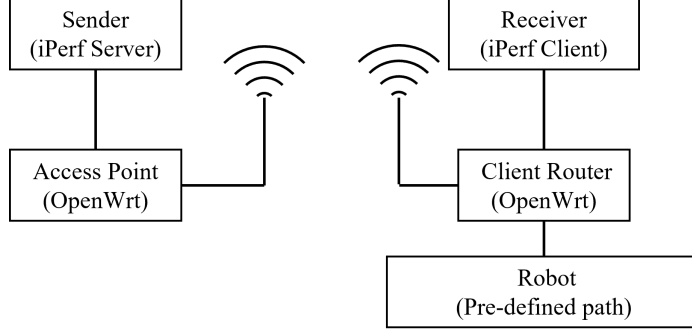 Sender
(iPerf Server)
Receiver
(iPerf Client)
Access Point
(OpenWrt)
Client Router
(OpenWrt)
Robot
(Pre-defined path)